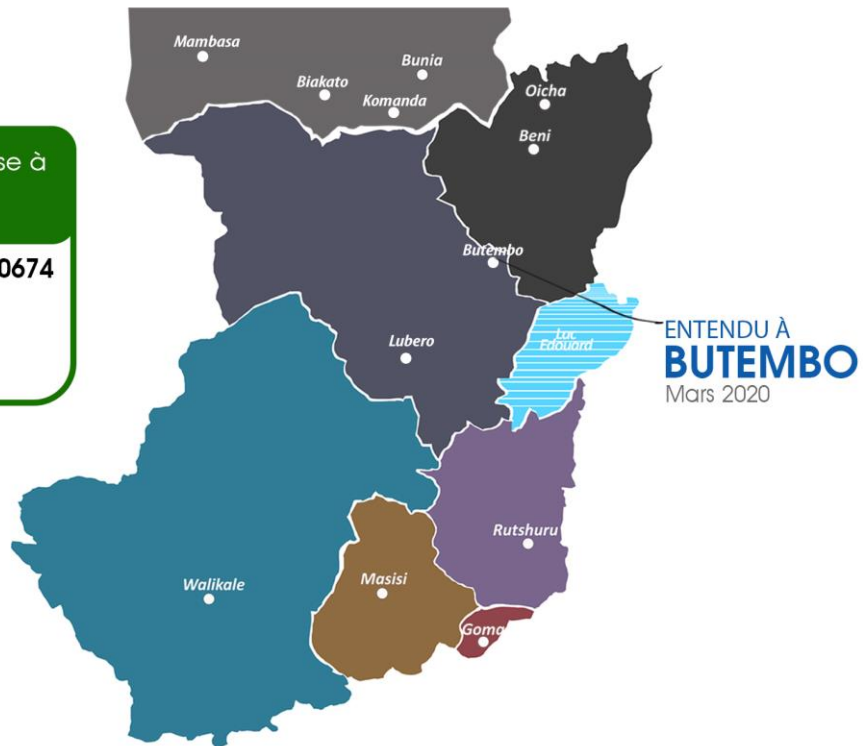 se à
0674
Mambasa
Bunia
Biakato
Komanda
Oicha
Beni
Butembo
Luc
Edouard
Lubero
ENTENDU À
BUTEMBO
Mars 2020
Rutshuru
Masisi
Walikale
Goma